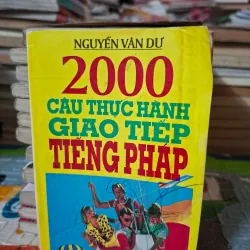 NGUYỄN VĂN DƯ
2000
CÂU THỰC HÀNH
GIAO TIẾP
TIẾNG PHÁP